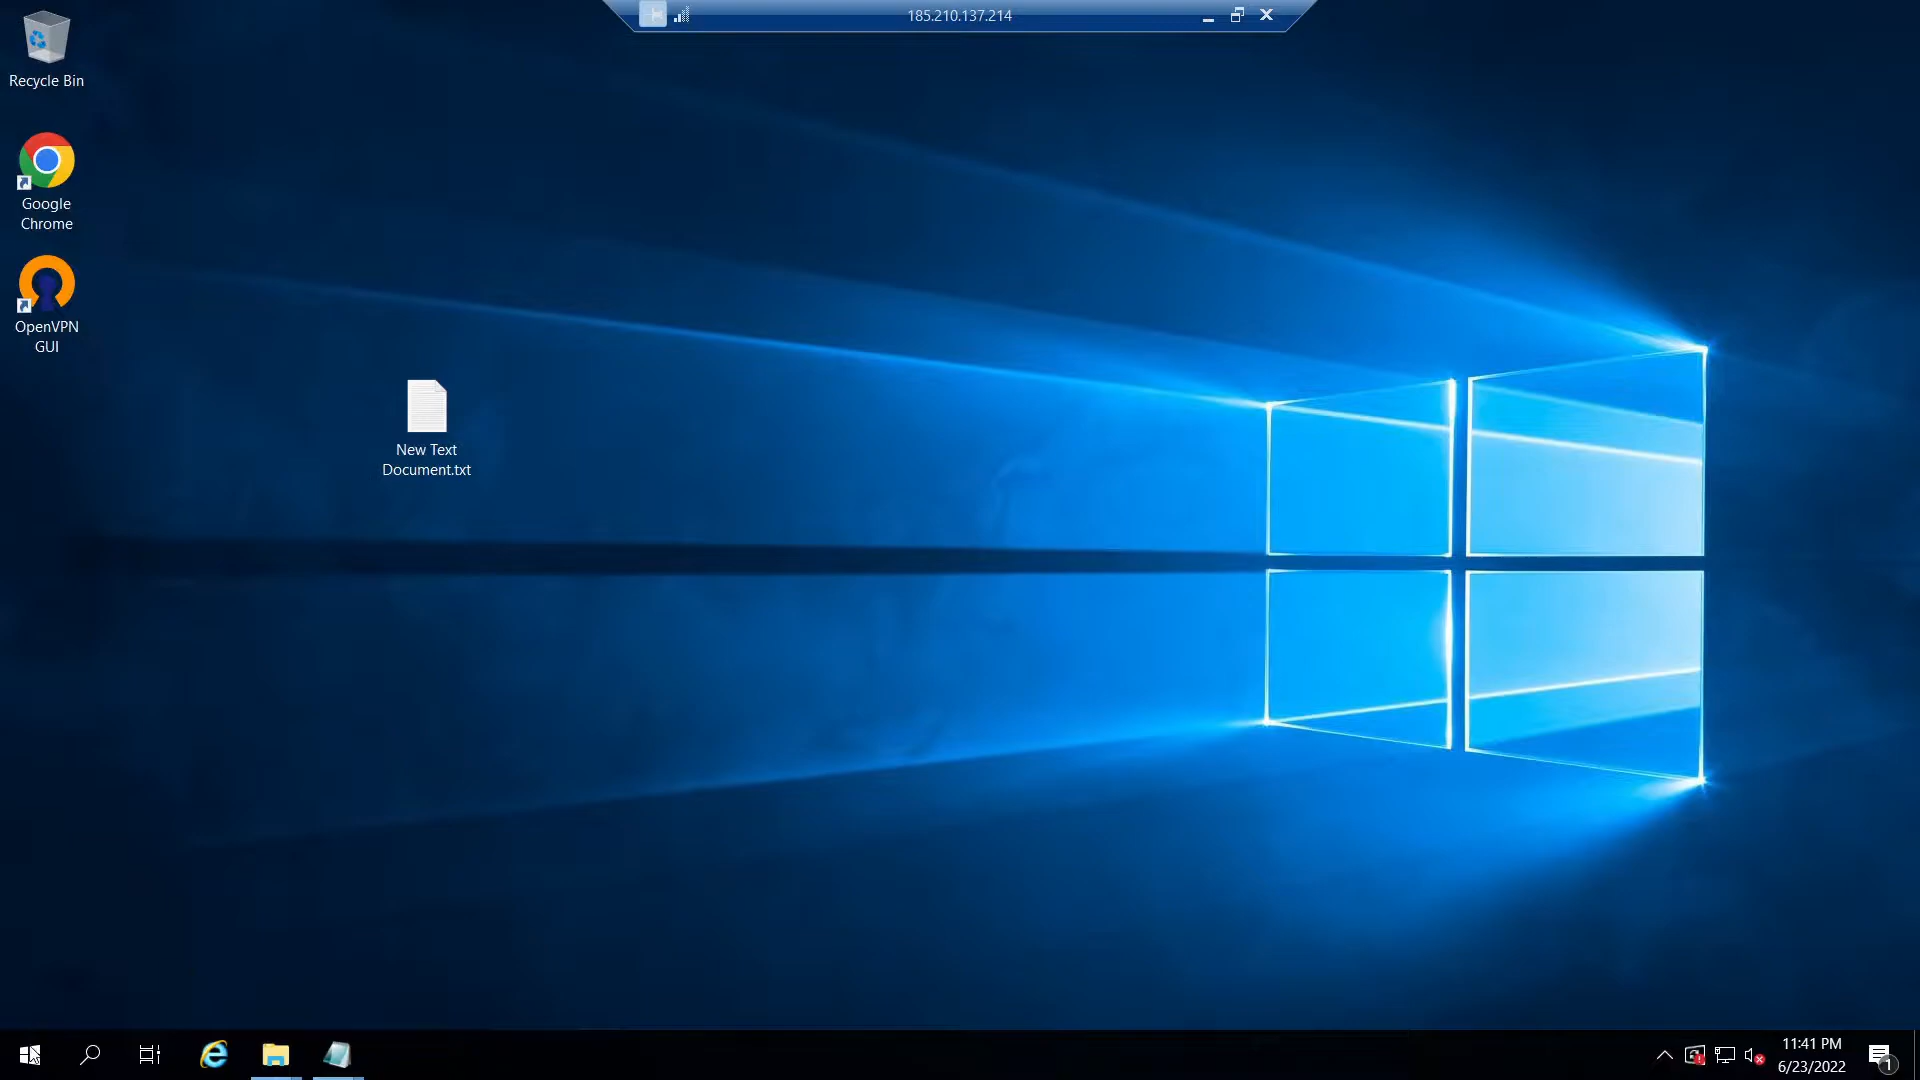 185.210.137.214
Recycle Bin
Google
Chrome
OpenVPN
GUI
New Text
Document.txt
11:41 PM
6/23/2022
1